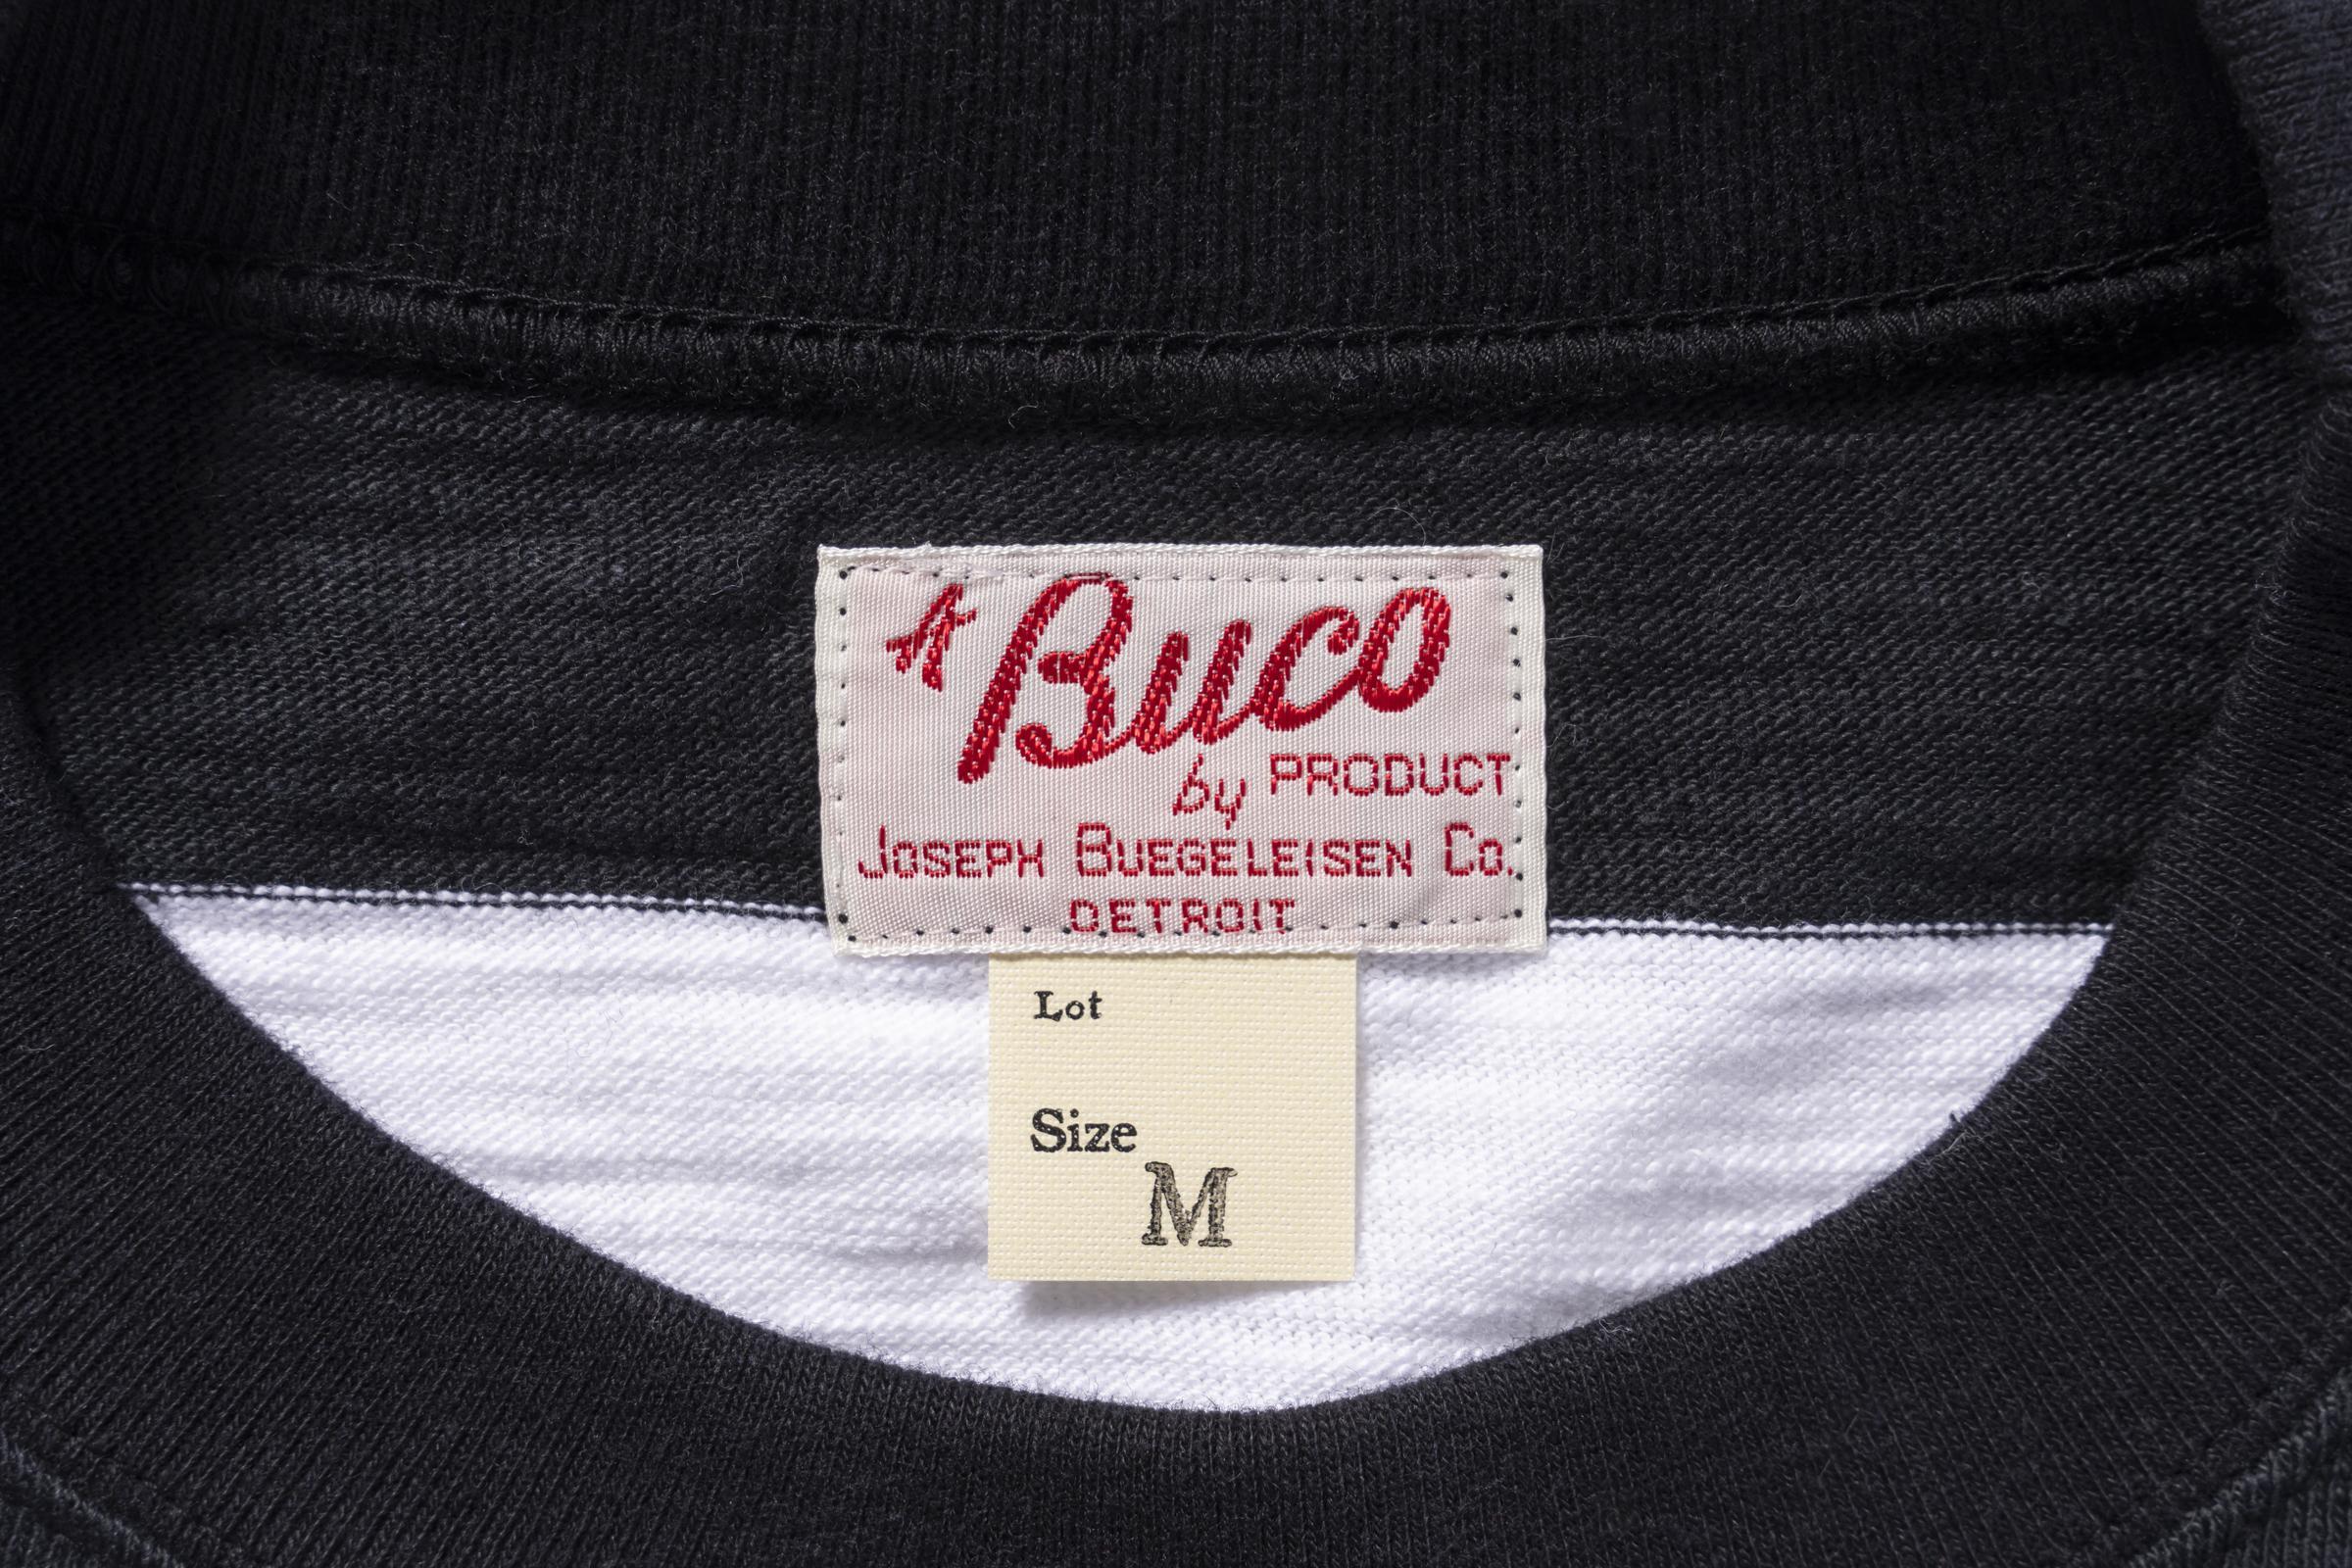 A Buco
by PRODUCT
JOSEPH BUEGELEISEN CO.
DETROIT
Lot
Size
M